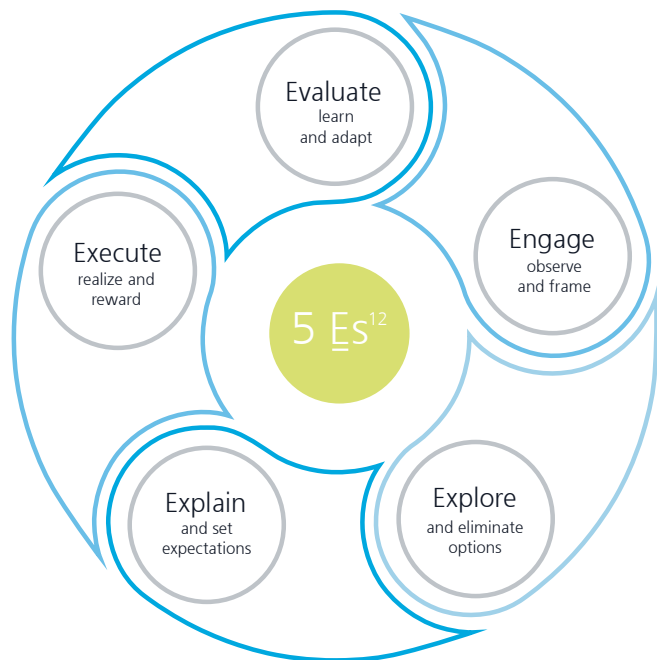 Evaluate
learn
and adapt
Engage
observe
and frame
Explore
and eliminate
options
Explain
and set
expectations
Execute
realize and
reward
5 Es12